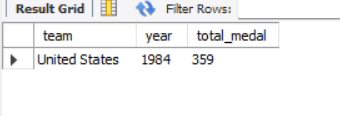 Result Grid Filter Rows:
team year total_medal
United States 1984 359